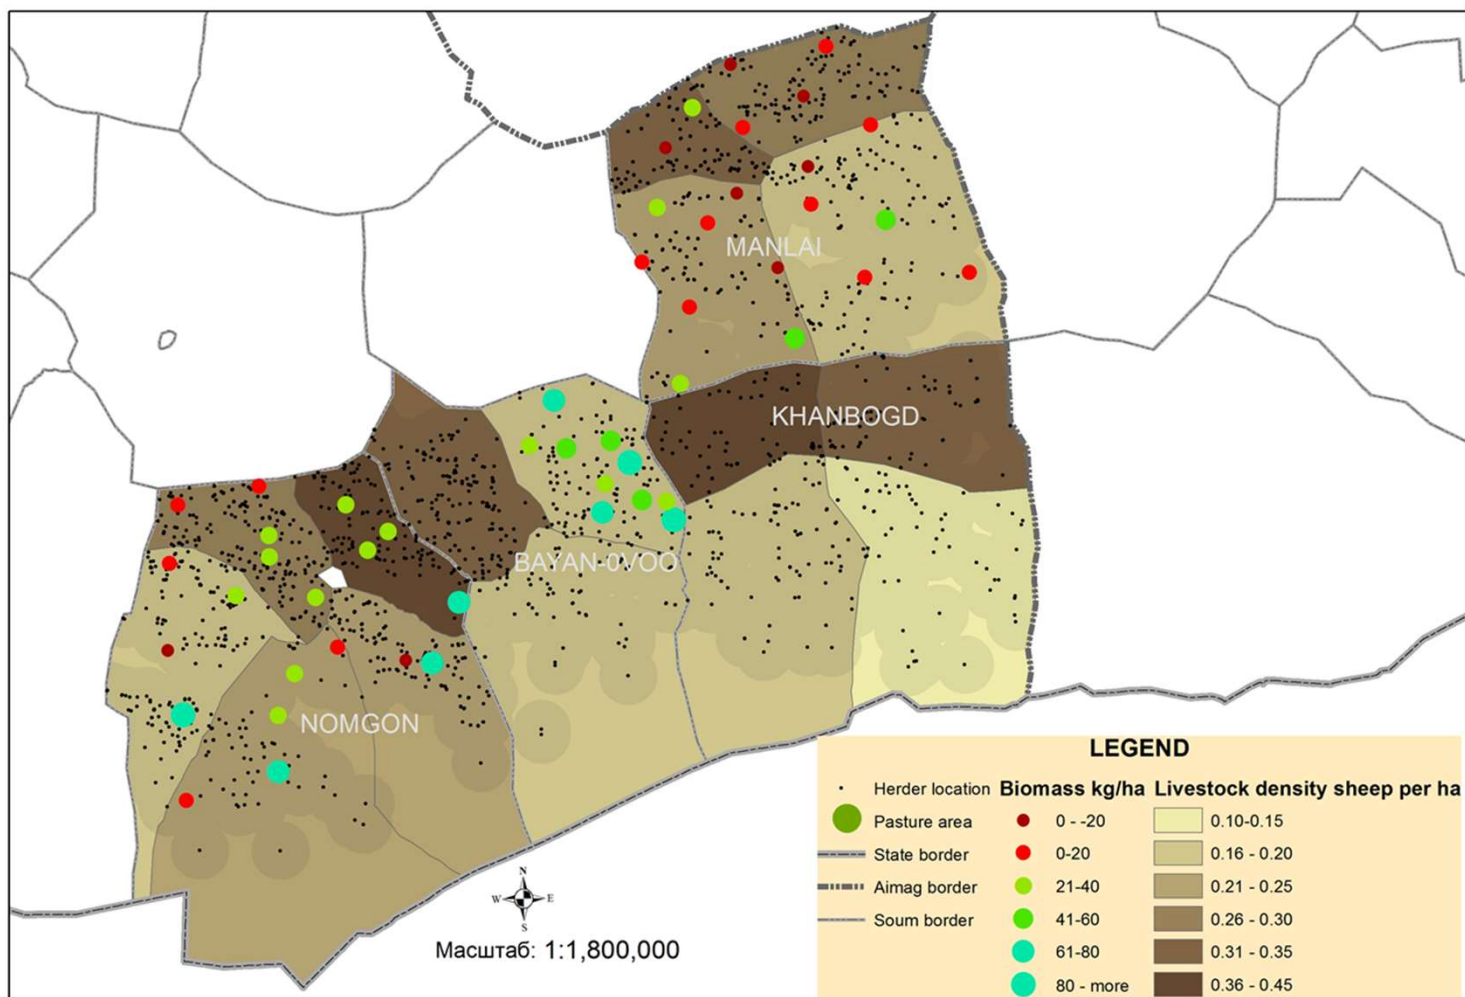 MANLAI
KHANBOGD
BAYAN-0VOO
NOMGON
N
W E
S
Масштаб: 1:1,800,000
LEGEND
Herder location
Pasture area
State border
Aimag border
Soum border
Biomass kg/ha
0 - -20
0-20
21-40
41-60
61-80
80 - more
Livestock density sheep per ha
0.10-0.15
0.16 - 0.20
0.21 - 0.25
0.26 - 0.30
0.31 - 0.35
0.36 - 0.45